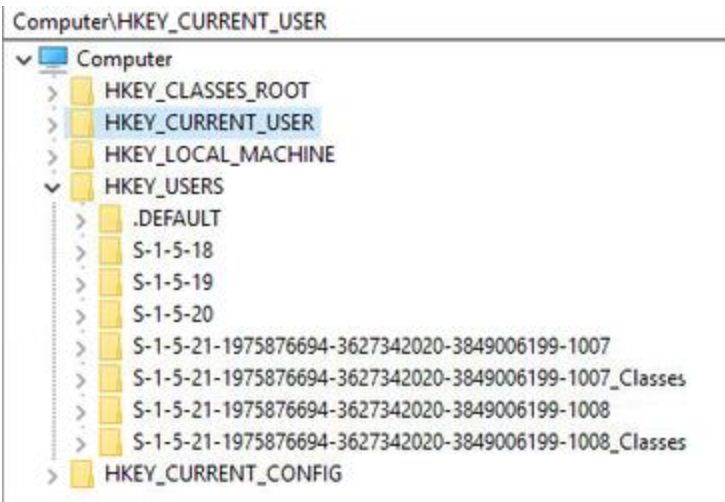 Computer\HKEY_CURRENT_USER
Computer
HKEY_CLASSES_ROOT
HKEY_CURRENT_USER
HKEY_LOCAL_MACHINE
HKEY_USERS
.DEFAULT
S-1-5-18
S-1-5-19
S-1-5-20
S-1-5-21-1975876694-3627342020-3849006199-1007
S-1-5-21-1975876694-3627342020-3849006199-1007_Classes
S-1-5-21-1975876694-3627342020-3849006199-1008
S-1-5-21-1975876694-3627342020-3849006199-1008_Classes
HKEY_CURRENT_CONFIG